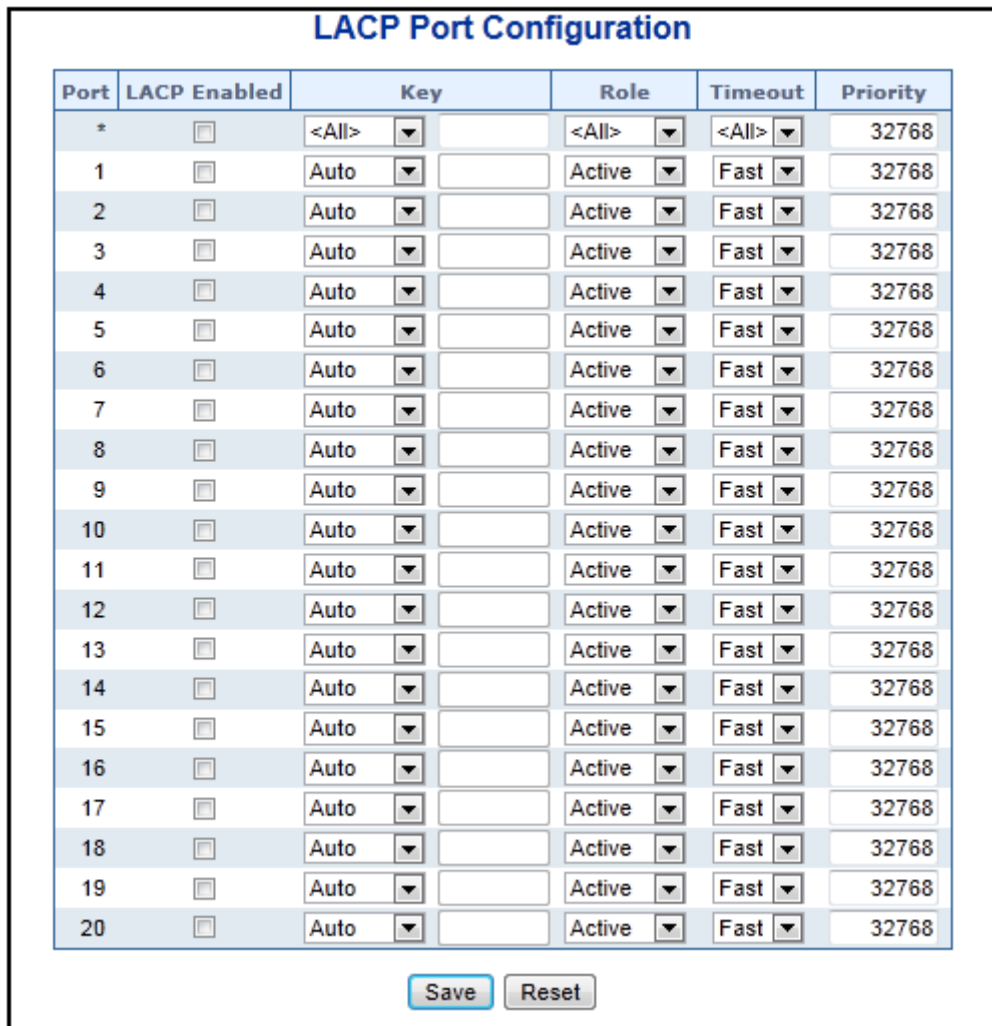 LACP Port Configuration
Port LACP Enabled Key Role Timeout Priority
* <All> <All> <All> 32768
1 Auto Active Fast 32768
2 Auto Active Fast 32768
3 Auto Active Fast 32768
4 Auto Active Fast 32768
5 Auto Active Fast 32768
6 Auto Active Fast 32768
7 Auto Active Fast 32768
8 Auto Active Fast 32768
9 Auto Active Fast 32768
10 Auto Active Fast 32768
11 Auto Active Fast 32768
12 Auto Active Fast 32768
13 Auto Active Fast 32768
14 Auto Active Fast 32768
15 Auto Active Fast 32768
16 Auto Active Fast 32768
17 Auto Active Fast 32768
18 Auto Active Fast 32768
19 Auto Active Fast 32768
20 Auto Active Fast 32768
Save Reset